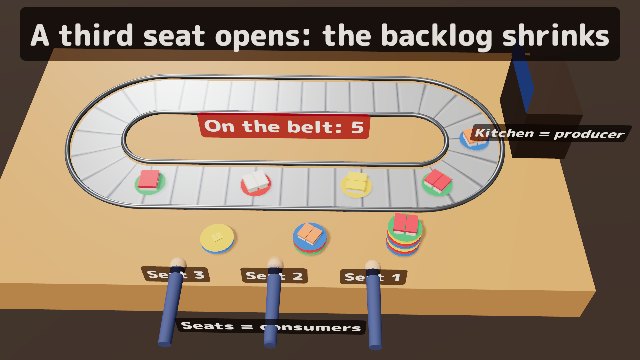 A third seat opens: the backlog shrinks
On the belt: 5
Kitchen = producer
Seat 3
Seat 2
Seat 1
Seats = consumers